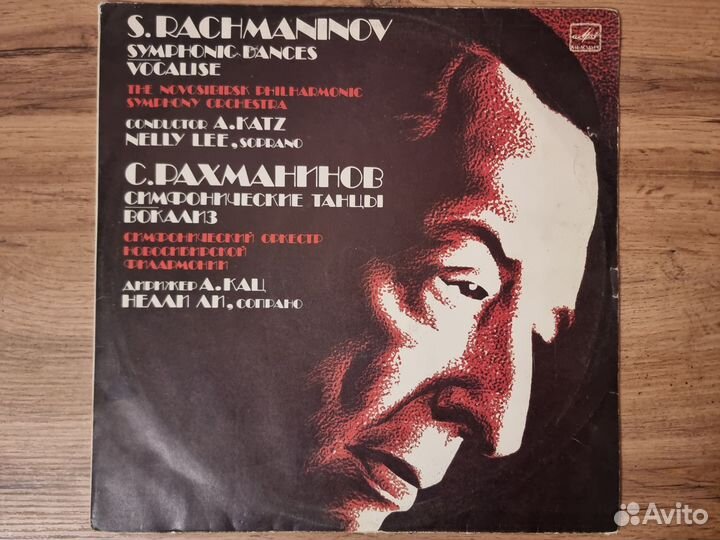 S. RACHMANINOV
SYMPHONIC DANCES
VOCALISE
THE NOVOSIBIRSK PHILHARMONIC
SYMPHONY ORCHESTRA
CONDUCTOR A. KATZ
NELLY LEE, SOPRANO
С. РАХМАНИНОВ
СИМФОНИЧЕСКИЕ ТАНЦЫ
ВОКАЛИЗ
СИМФОНИЧЕСКИЙ ОРКЕСТР
НОВОСИБИРСКОЙ
ФИЛАРМОНИИ
ДИРИЖЕР А. КАЦ
НЕЛЛИ ЛИ, СОПРАНО
Avito